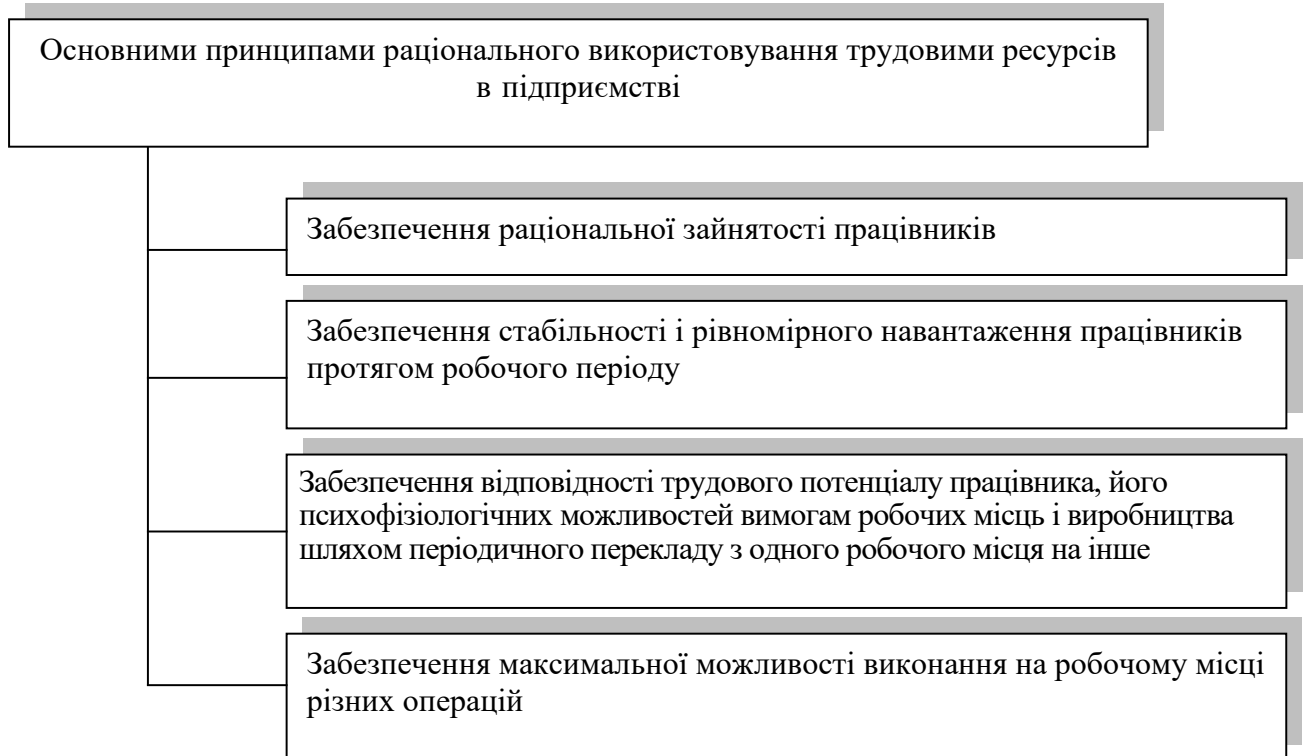 Основними принципами раціонального використовування трудовими ресурсів
в підприємстві
Забезпечення раціональної зайнятості працівників
Забезпечення стабільності і рівномірного навантаження працівників
протягом робочого періоду
Забезпечення відповідності трудового потенціалу працівника, його
психофізіологічних можливостей вимогам робочих місць і виробництва
шляхом періодичного перекладу з одного робочого місця на інше
Забезпечення максимальної можливості виконання на робочому місці
різних операцій